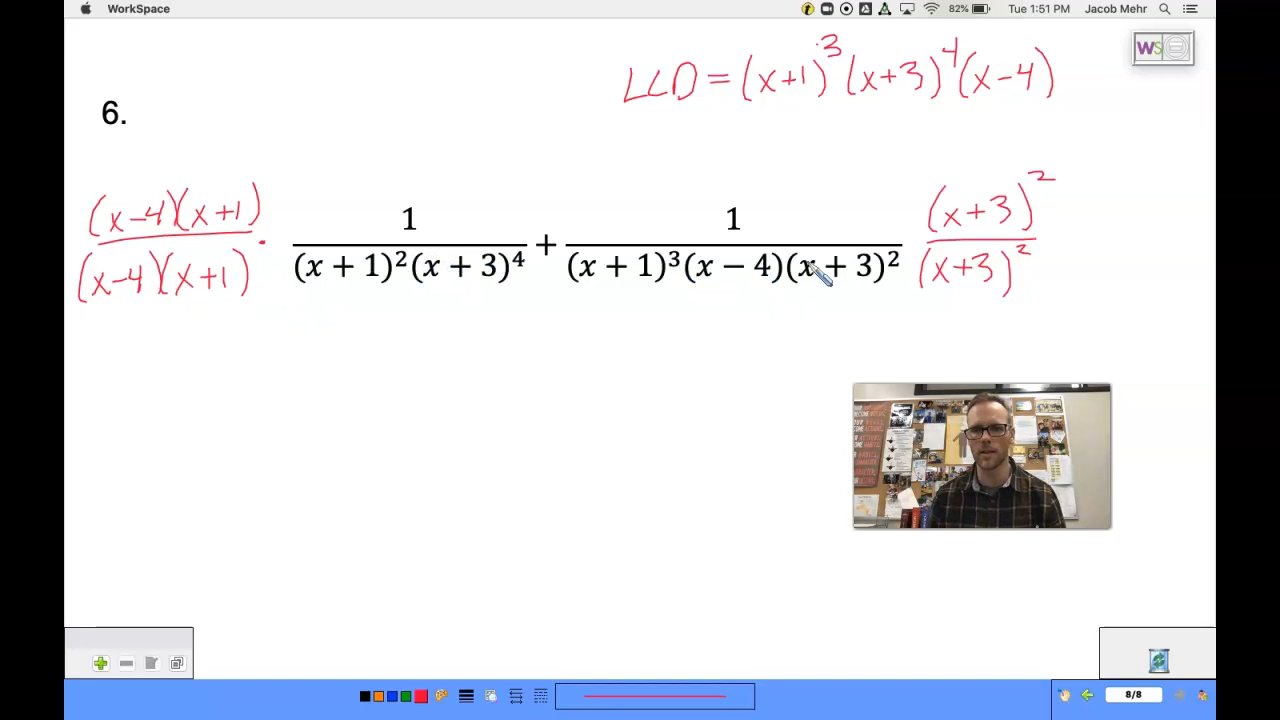 WorkSpace 82% Tue 1:51 PM Jacob Mehr
WS
LCD = (x+1)³(x+3)⁴(x-4)
6.
(x-4)(x+1) / (x-4)(x+1) · 1 / (x + 1)²(x + 3)⁴ + 1 / (x + 1)³(x − 4)(x + 3)² (x+3)² / (x+3)²
8/8